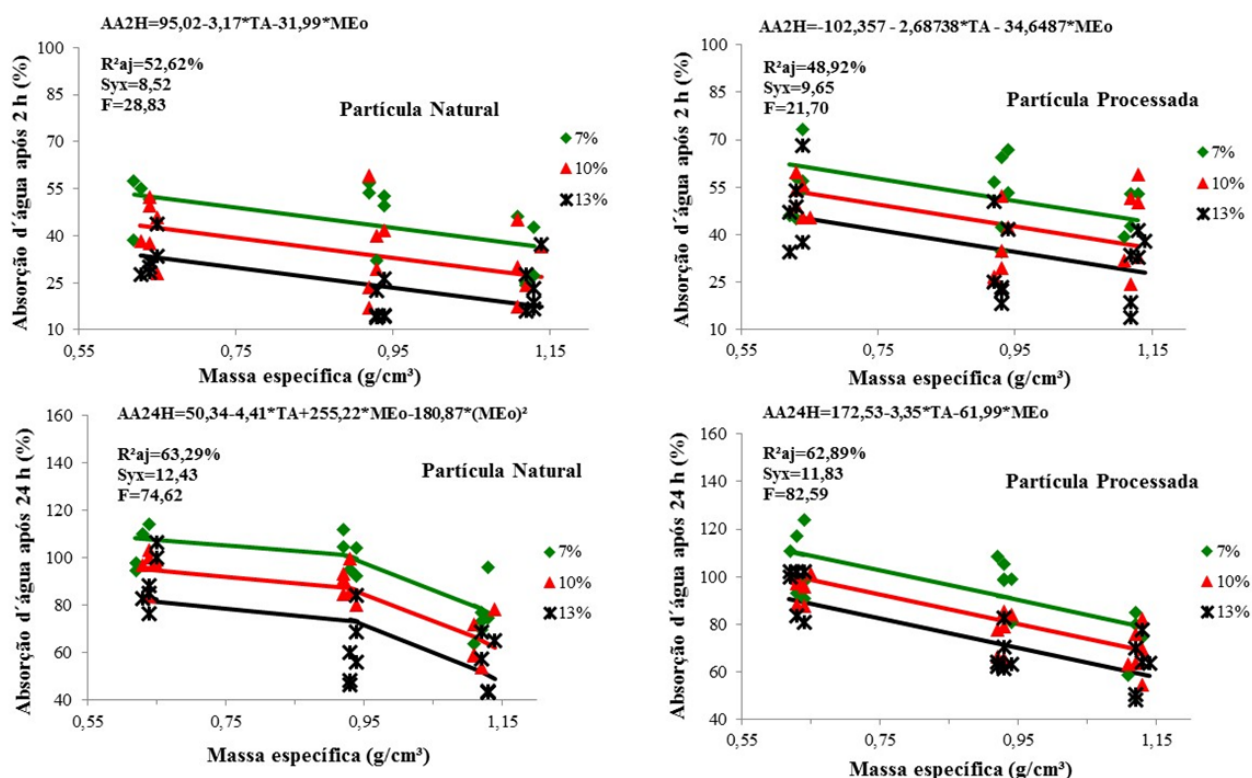 AA2H=95,02-3,17*TA-31,99*MEo
Absorção d´água após 2 h (%)
100
85
70
55
40
25
10
R²aj=52,62%
Syx=8,52
F=28,83
Partícula Natural
7%
10%
13%
0,55
0,75
0,95
1,15
Massa específica (g/cm³)
AA2H=-102,357 - 2,68738*TA - 34,6487*MEo
Absorção d´água após 2 h (%)
100
85
70
55
40
25
10
R²aj=48,92%
Syx=9,65
F=21,70
Partícula Processada
7%
10%
13%
0,55
0,75
0,95
1,15
Massa específica (g/cm³)
AA24H=50,34-4,41*TA+255,22*MEo-180,87*(MEo)²
Absorção d´água após 24 h (%)
160
140
120
100
80
60
40
R²aj=63,29%
Syx=12,43
F=74,62
Partícula Natural
7%
10%
13%
0,55
0,75
0,95
1,15
Massa específica (g/cm³)
AA24H=172,53-3,35*TA-61,99*MEo
Absorção d´água após 24 h (%)
160
140
120
100
80
60
40
R²aj=62,89%
Syx=11,83
F=82,59
Partícula Processada
7%
10%
13%
0,55
0,75
0,95
1,15
Massa específica (g/cm³)